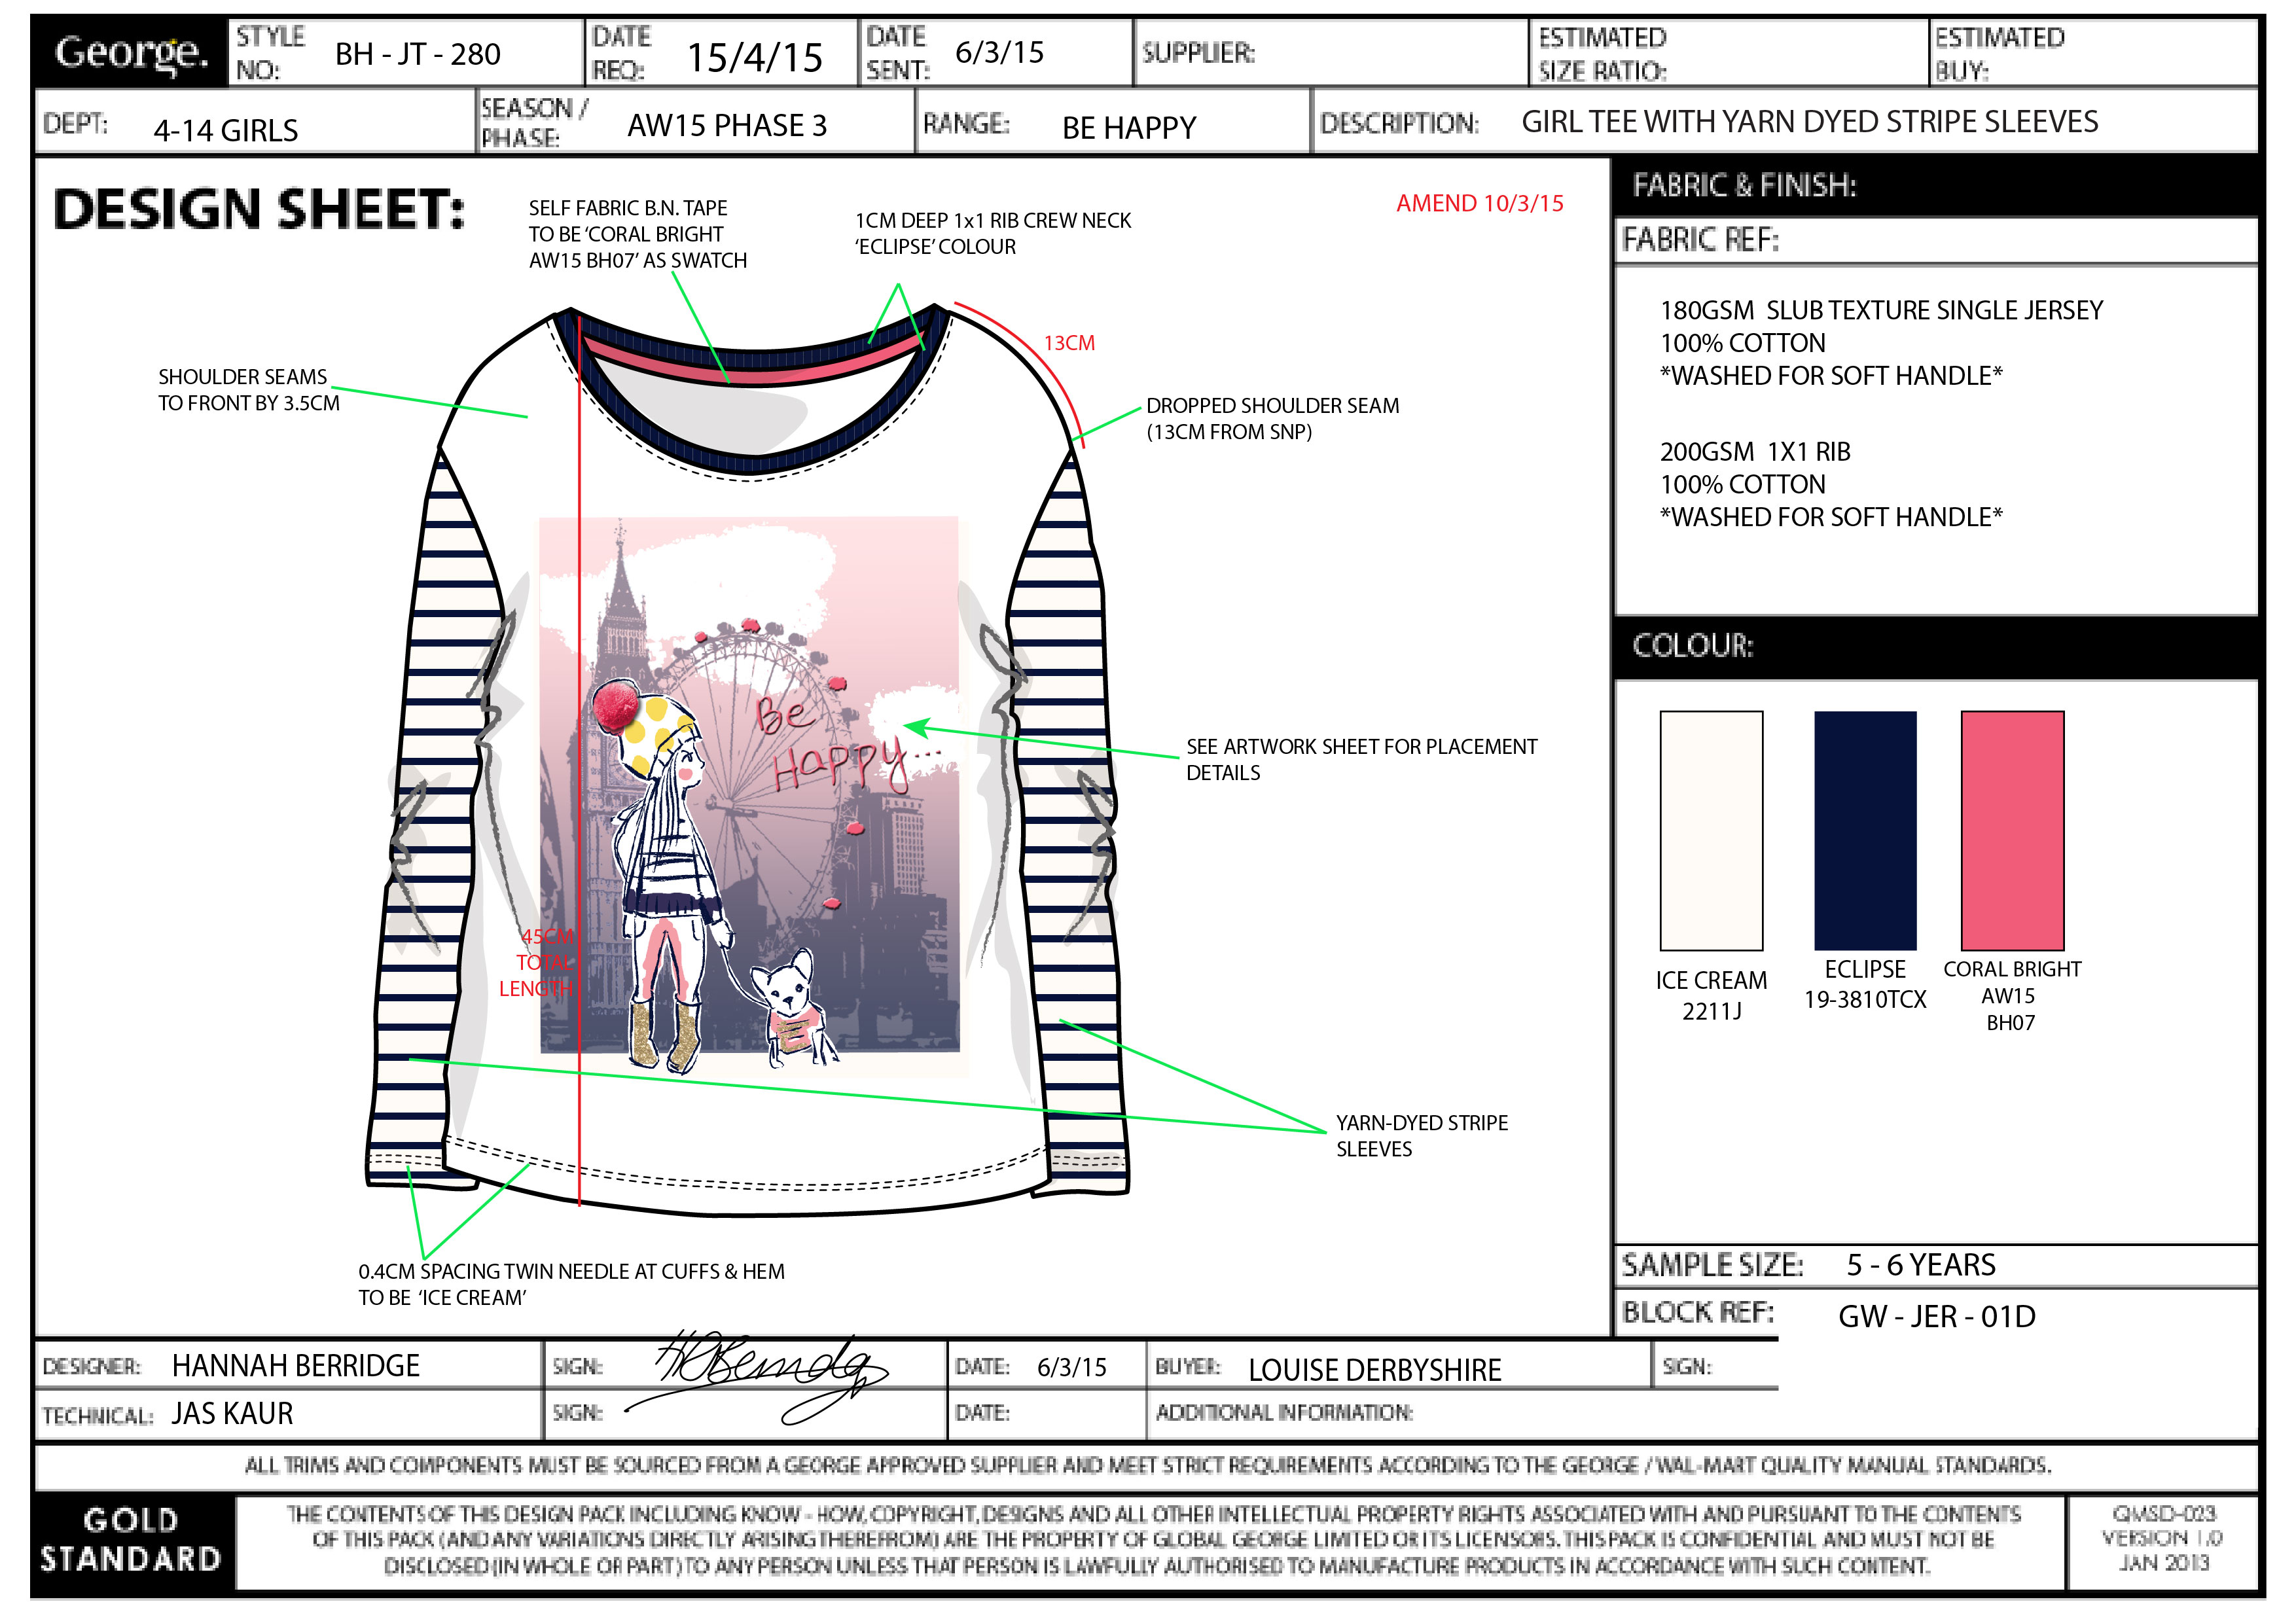 George.
STYLE NO: BH - JT - 280
DATE REQ: 15/4/15
DATE SENT: 6/3/15
SUPPLIER:
ESTIMATED SIZE RATIO:
ESTIMATED BUY:
DEPT: 4-14 GIRLS
SEASON / PHASE: AW15 PHASE 3
RANGE: BE HAPPY
DESCRIPTION: GIRL TEE WITH YARN DYED STRIPE SLEEVES
DESIGN SHEET:
SELF FABRIC B.N. TAPE
TO BE 'CORAL BRIGHT
AW15 BH07' AS SWATCH
1CM DEEP 1x1 RIB CREW NECK
'ECLIPSE' COLOUR
AMEND 10/3/15
13CM
SHOULDER SEAMS
TO FRONT BY 3.5CM
DROPPED SHOULDER SEAM
(13CM FROM SNP)
Be
Happy...
SEE ARTWORK SHEET FOR PLACEMENT
DETAILS
45CM
TOTAL
LENGTH
YARN-DYED STRIPE
SLEEVES
0.4CM SPACING TWIN NEEDLE AT CUFFS & HEM
TO BE 'ICE CREAM'
FABRIC & FINISH:
FABRIC REF:
180GSM SLUB TEXTURE SINGLE JERSEY
100% COTTON
*WASHED FOR SOFT HANDLE*
200GSM 1X1 RIB
100% COTTON
*WASHED FOR SOFT HANDLE*
COLOUR:
ICE CREAM
2211J
ECLIPSE
19-3810TCX
CORAL BRIGHT
AW15
BH07
SAMPLE SIZE: 5 - 6 YEARS
BLOCK REF: GW - JER - 01D
DESIGNER: HANNAH BERRIDGE
SIGN:
DATE: 6/3/15
BUYER: LOUISE DERBYSHIRE
SIGN:
TECHNICAL: JAS KAUR
SIGN:
DATE:
ADDITIONAL INFORMATION:
ALL TRIMS AND COMPONENTS MUST BE SOURCED FROM A GEORGE APPROVED SUPPLIER AND MEET STRICT REQUIREMENTS ACCORDING TO THE GEORGE / WAL-MART QUALITY MANUAL STANDARDS.
GOLD
STANDARD
THE CONTENTS OF THIS DESIGN PACK INCLUDING KNOW - HOW, COPYRIGHT, DESIGNS AND ALL OTHER INTELLECTUAL PROPERTY RIGHTS ASSOCIATED WITH AND PURSUANT TO THE CONTENTS
OF THIS PACK (AND ANY VARIATIONS DIRECTLY ARISING THEREFROM) ARE THE PROPERTY OF GLOBAL GEORGE LIMITED OR ITS LICENSORS. THIS PACK IS CONFIDENTIAL AND MUST NOT BE
DISCLOSED (IN WHOLE OR PART) TO ANY PERSON UNLESS THAT PERSON IS LAWFULLY AUTHORISED TO MANUFACTURE PRODUCTS IN ACCORDANCE WITH SUCH CONTENT.
QMSD-023
VERSION 1.0
JAN 2013